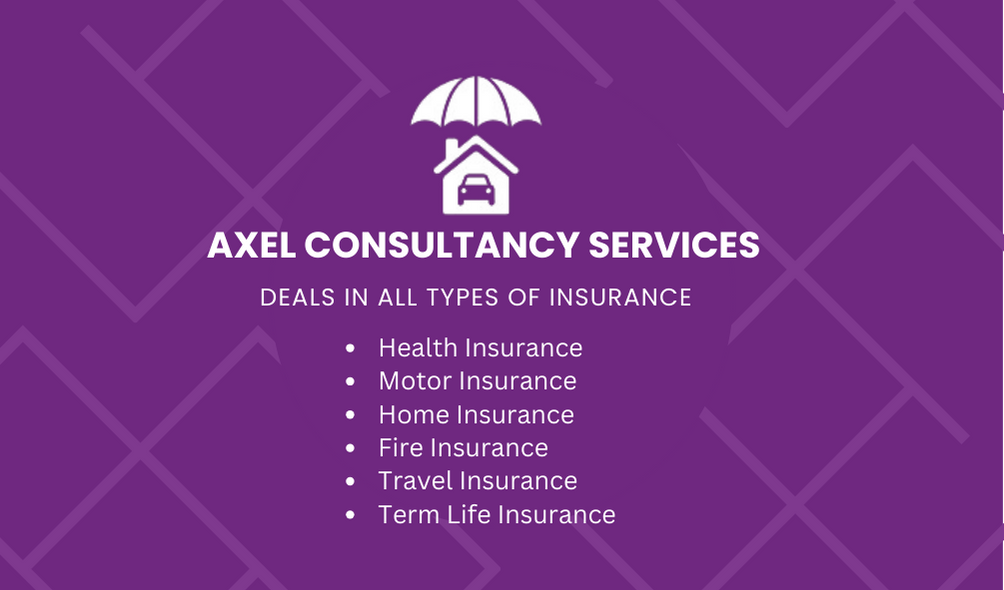 AXEL CONSULTANCY SERVICES
DEALS IN ALL TYPES OF INSURANCE
• Health Insurance
• Motor Insurance
• Home Insurance
• Fire Insurance
• Travel Insurance
• Term Life Insurance